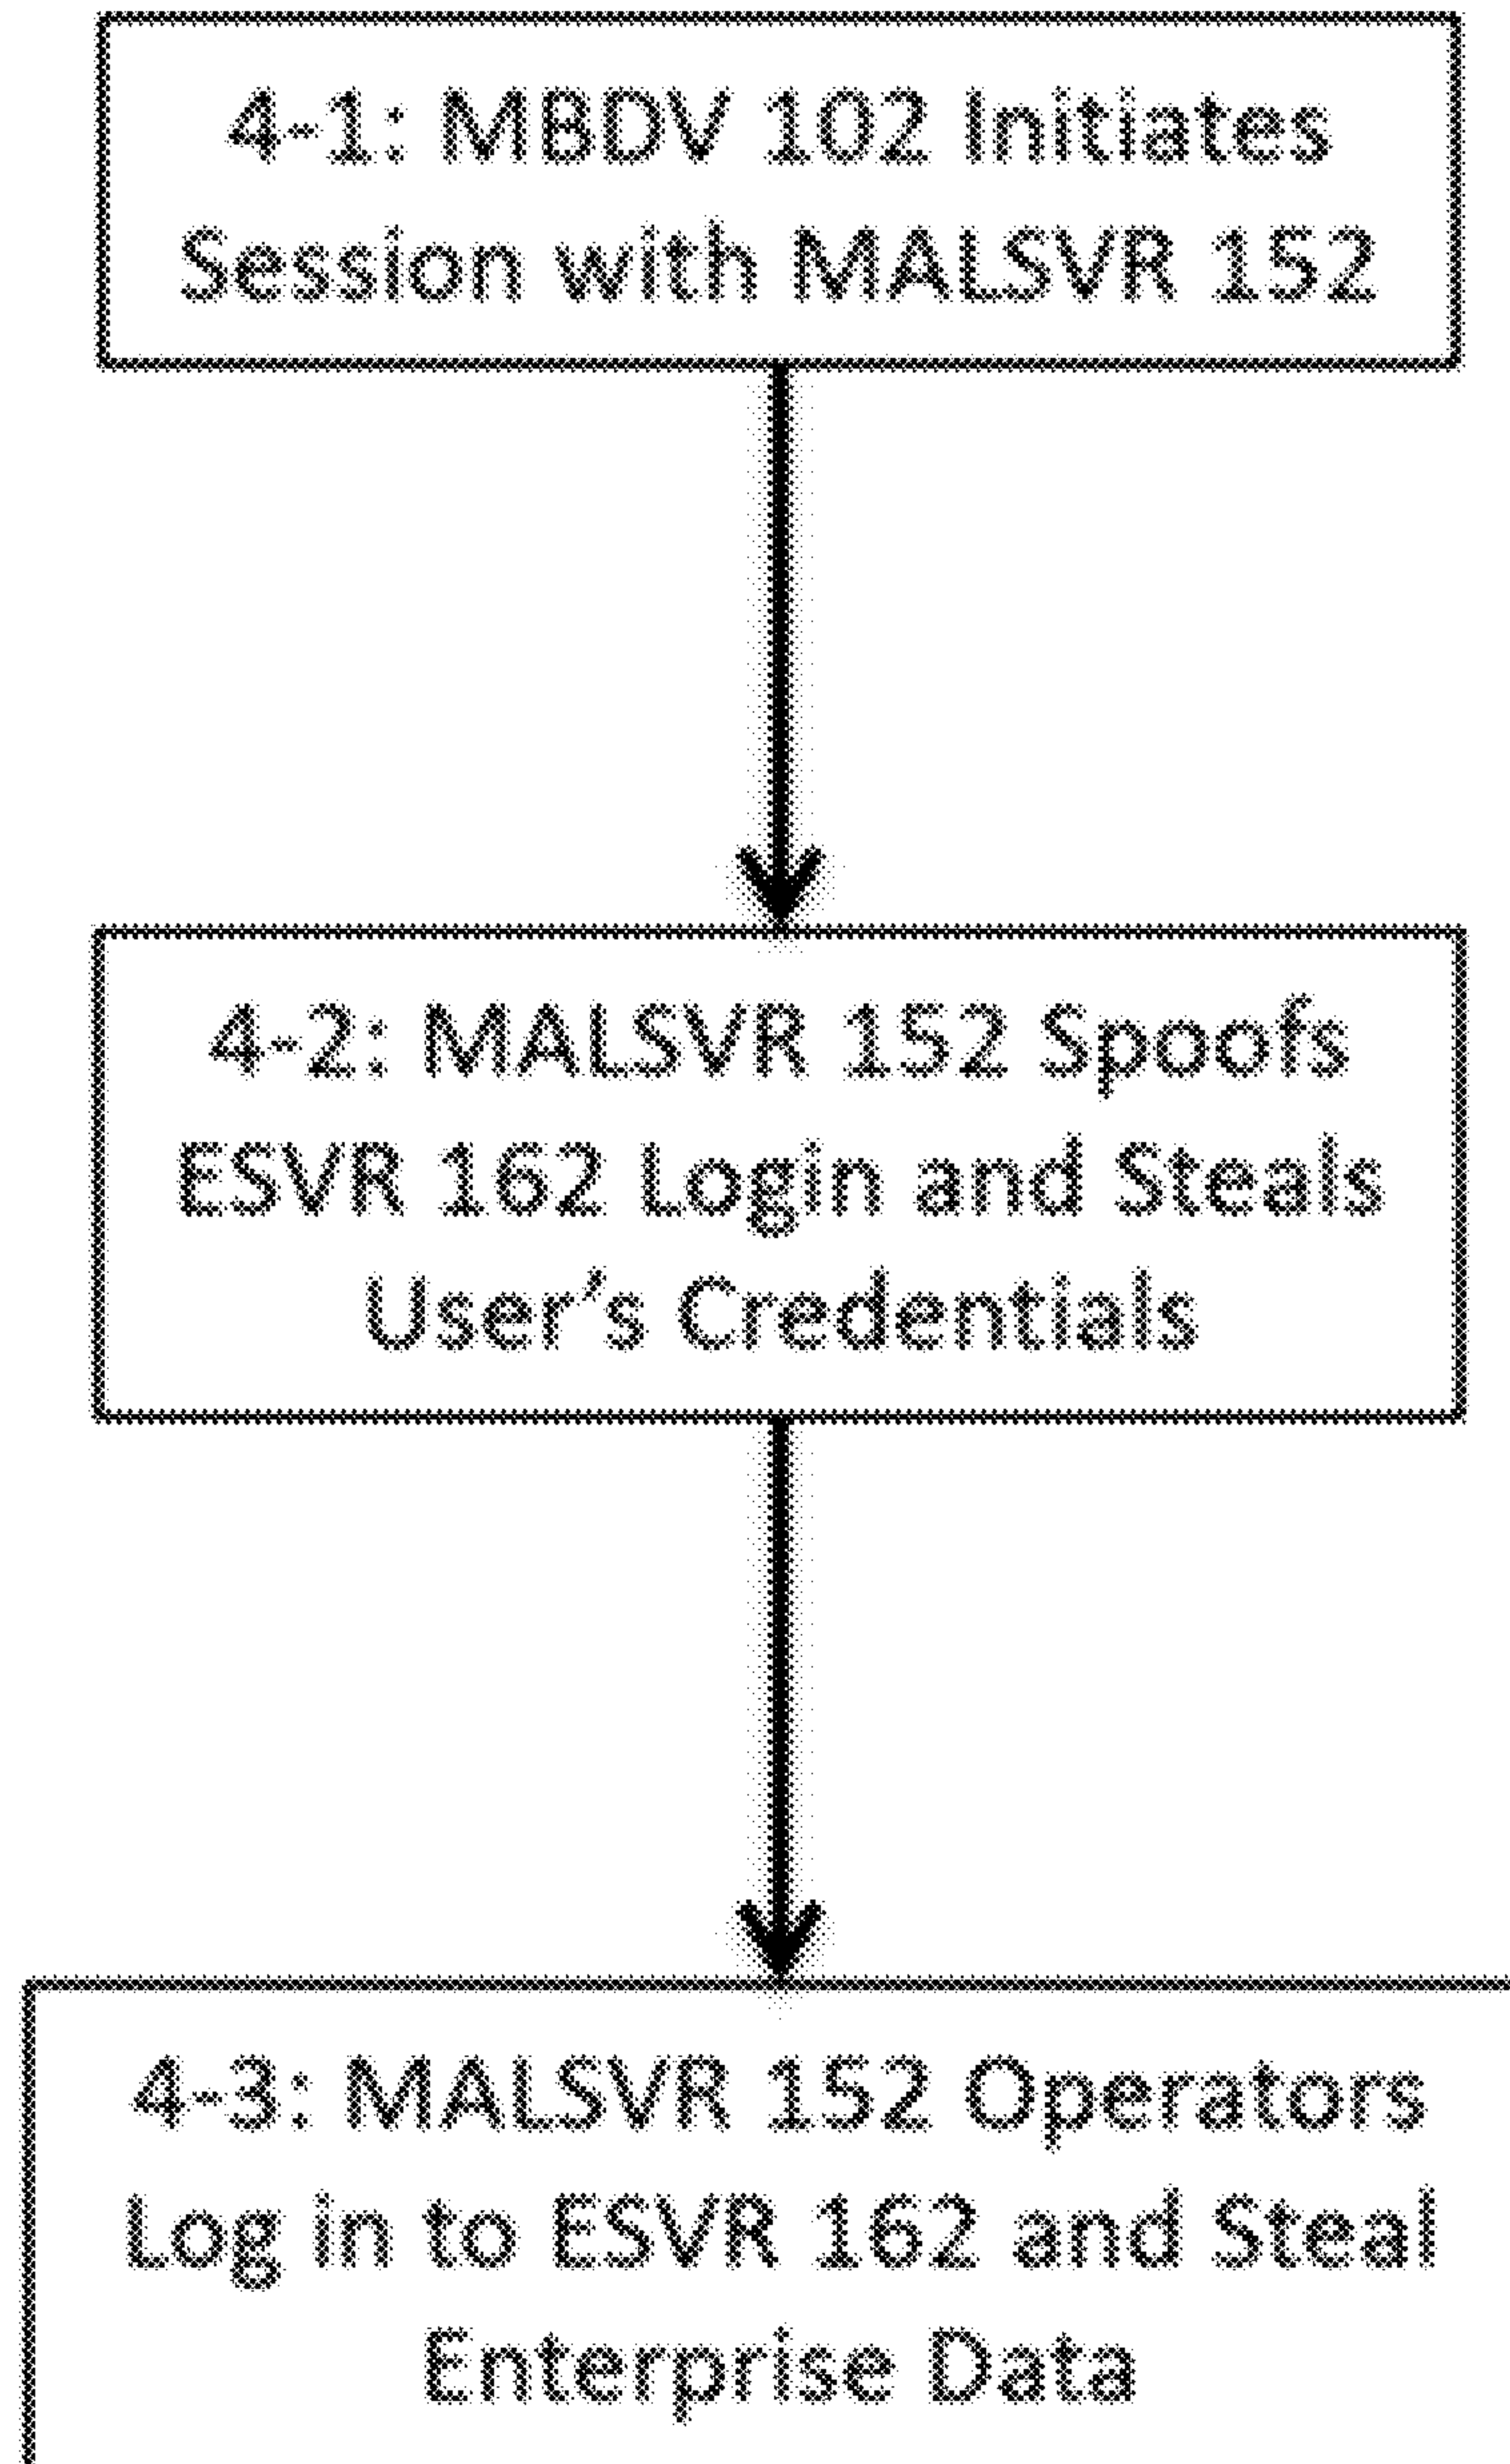 4-1: MBDV 102 Initiates
Session with MALSVR 152
4-2: MALSVR 152 Spoofs
ESVR 162 Login and Steals
User’s Credentials
4-3: MALSVR 152 Operators
Log in to ESVR 162 and Steal
Enterprise Data